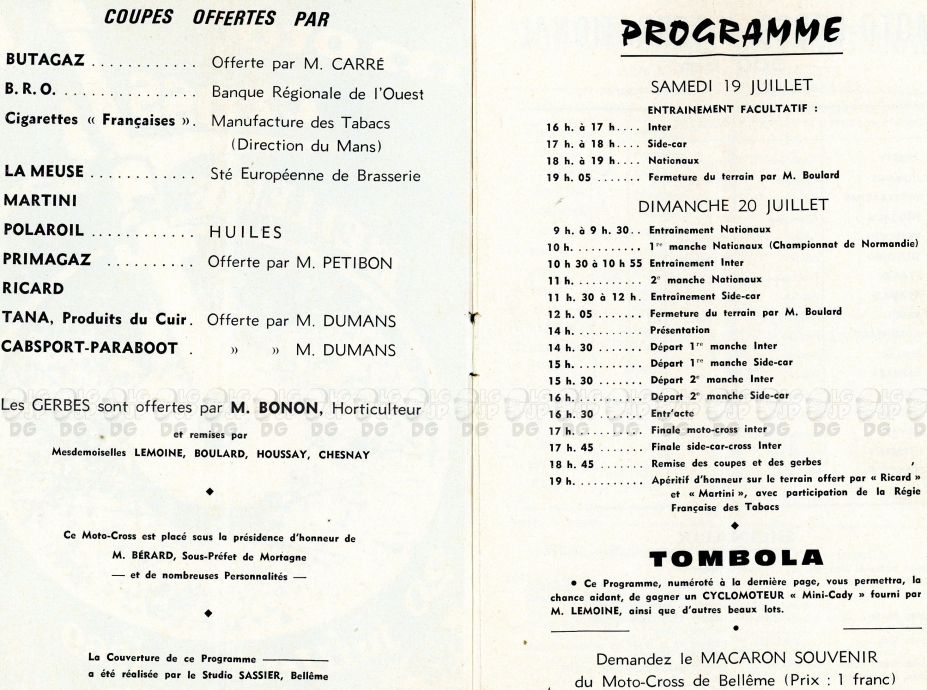 COUPES OFFERTES PAR
BUTAGAZ ............ Offerte par M. CARRÉ
B. R. O. ................ Banque Régionale de l'Ouest
Cigarettes « Françaises ». Manufacture des Tabacs
(Direction du Mans)
LA MEUSE ............ Sté Européenne de Brasserie
MARTINI
POLAROIL ............ HUILES
PRIMAGAZ .......... Offerte par M. PETIBON
RICARD
TANA, Produits du Cuir. Offerte par M. DUMANS
CABSPORT-PARABOOT . » » M. DUMANS
Les GERBES sont offertes par M. BONON, Horticulteur
et remises par
Mesdemoiselles LEMOINE, BOULARD, HOUSSAY, CHESNAY
Ce Moto-Cross est placé sous la présidence d'honneur de
M. BÉRARD, Sous-Préfet de Mortagne
— et de nombreuses Personnalités —
La Couverture de ce Programme
a été réalisée par le Studio SASSIER, Bellême
PROGRAMME
SAMEDI 19 JUILLET
ENTRAINEMENT FACULTATIF :
16 h. à 17 h.... Inter
17 h. à 18 h.... Side-car
18 h. à 19 h.... Nationaux
19 h. 05 ....... Fermeture du terrain par M. Boulard
DIMANCHE 20 JUILLET
9 h. à 9 h. 30.. Entrainement Nationaux
10 h. .......... 1re manche Nationaux (Championnat de Normandie)
10 h 30 à 10 h 55 Entrainement Inter
11 h. .......... 2e manche Nationaux
11 h. 30 à 12 h. Entraînement Side-car
12 h. 05 ....... Fermeture du terrain par M. Boulard
14 h. .......... Présentation
14 h. 30 ....... Départ 1re manche Inter
15 h. .......... Départ 1re manche Side-car
15 h. 30 ....... Départ 2e manche Inter
16 h. .......... Départ 2e manche Side-car
16 h. 30 ....... Entr'acte
17 h. .......... Finale moto-cross inter
17 h. 45 ....... Finale side-car-cross Inter
18 h. 45 ....... Remise des coupes et des gerbes
19 h. .......... Apéritif d'honneur sur le terrain offert par « Ricard »
et « Martini », avec participation de la Régie
Française des Tabacs
TOMBOLA
• Ce Programme, numéroté à la dernière page, vous permettra, la
chance aidant, de gagner un CYCLOMOTEUR « Mini-Cady » fourni par
M. LEMOINE, ainsi que d'autres beaux lots.
Demandez le MACARON SOUVENIR
du Moto-Cross de Bellême (Prix : 1 franc)